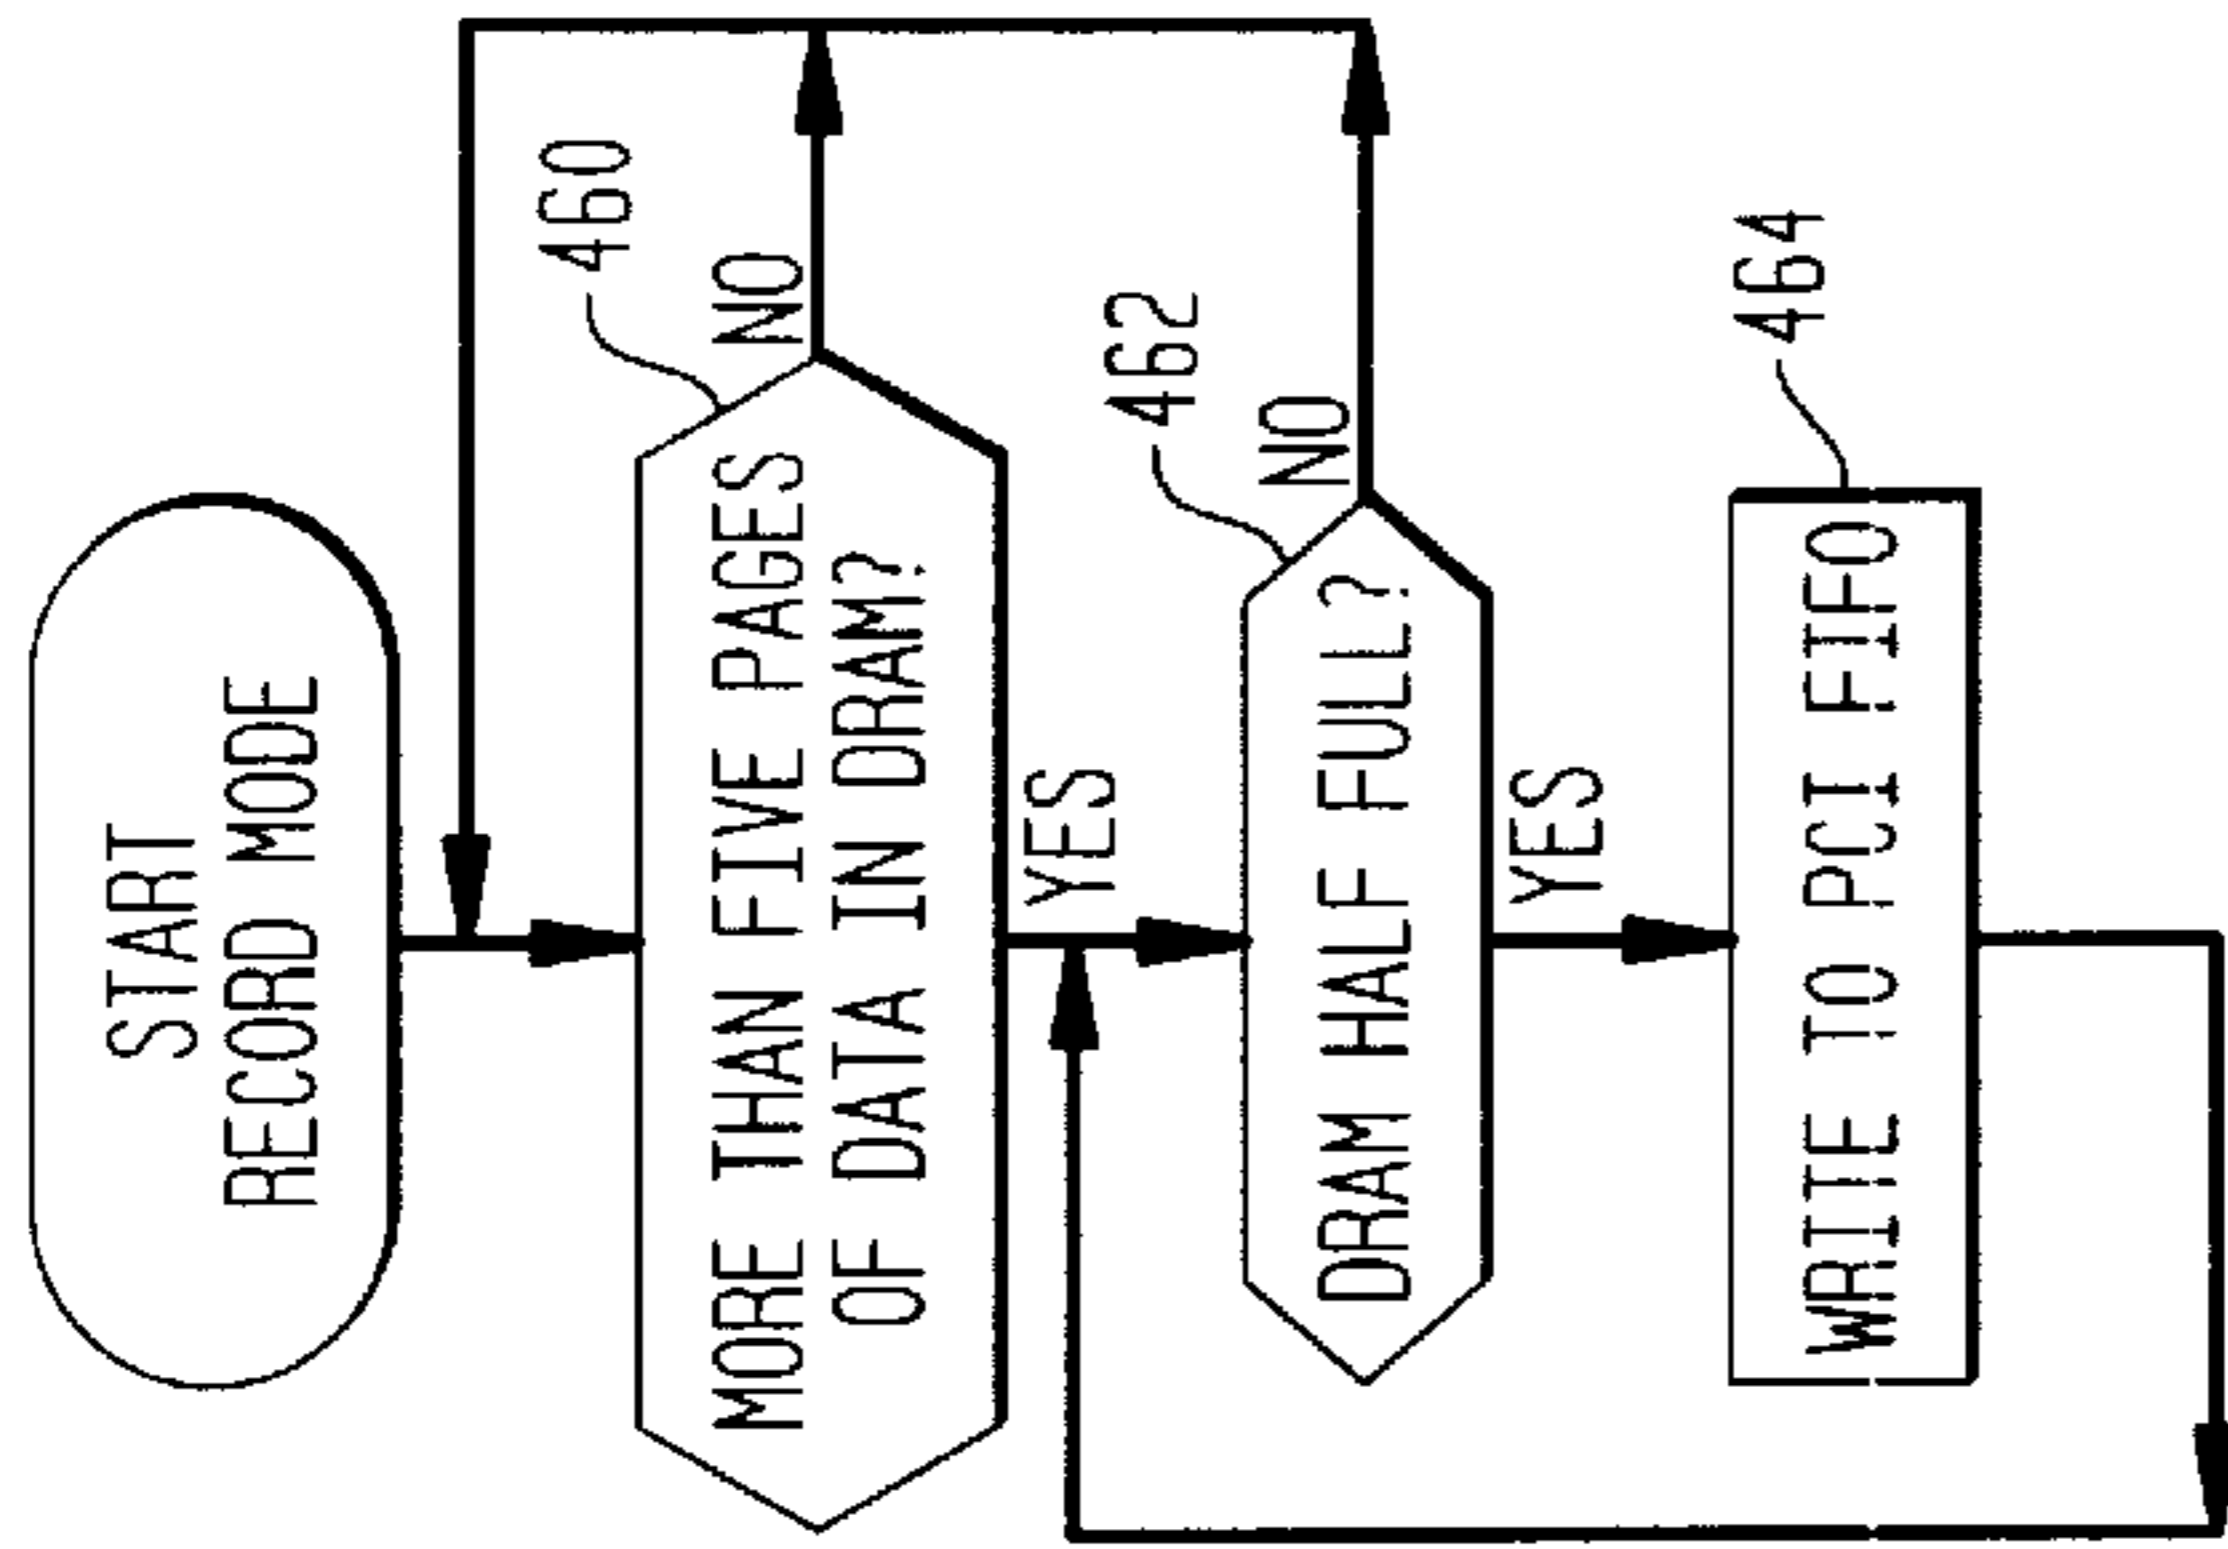 START
RECORD MODE
460
MORE THAN FIVE PAGES
OF DATA IN DRAM?
NO
YES
462
DRAM HALF FULL?
NO
YES
464
WRITE TO PCI FIFO